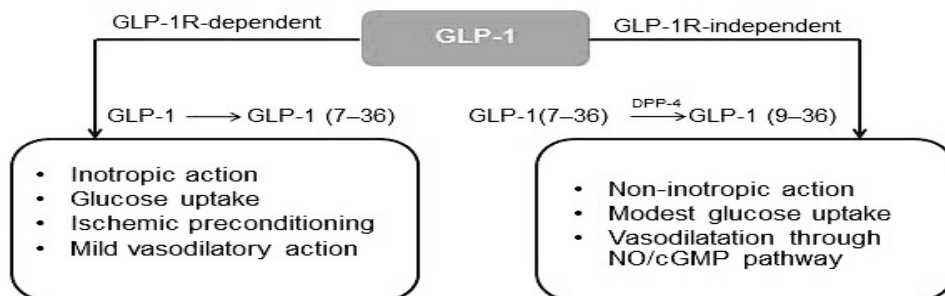 GLP-1R-dependent
GLP-1
GLP-1R-independent
GLP-1 ⟶ GLP-1 (7–36)
GLP-1(7–36) DPP-4 ⟶ GLP-1 (9–36)
• Inotropic action
• Glucose uptake
• Ischemic preconditioning
• Mild vasodilatory action
• Non-inotropic action
• Modest glucose uptake
• Vasodilatation through
NO/cGMP pathway